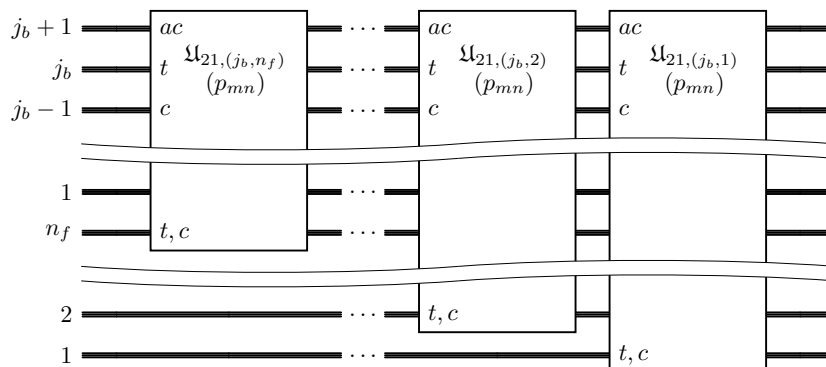 j_b + 1 ac 𝔘_{21,(j_b,n_f)} ··· ac 𝔘_{21,(j_b,2)} ac 𝔘_{21,(j_b,1)}
j_b t (p_{mn}) ··· t (p_{mn}) t (p_{mn})
j_b − 1 c ··· c c
1 ··· 
n_f t, c ···
2 ··· t, c
1 ··· t, c